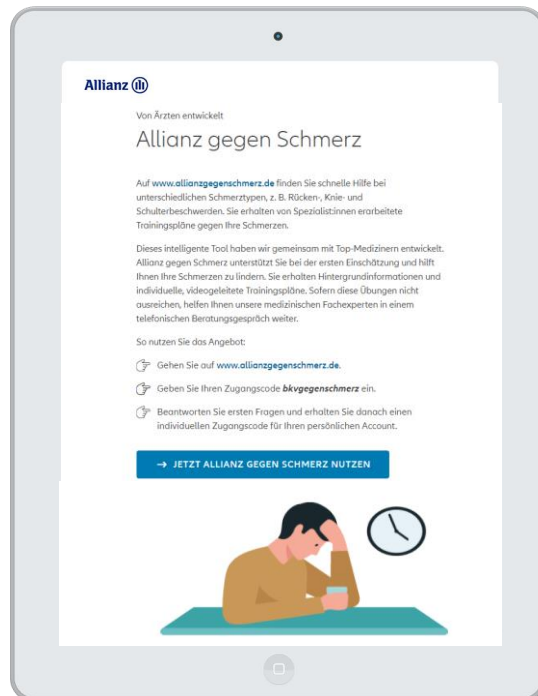 Allianz
Von Ärzten entwickelt
Allianz gegen Schmerz
Auf www.allianzgegenschmerz.de finden Sie schnelle Hilfe bei
unterschiedlichen Schmerztypen, z. B. Rücken-, Knie- und
Schulterbeschwerden. Sie erhalten von Spezialist:innen erarbeitete
Trainingspläne gegen Ihre Schmerzen.
Dieses intelligente Tool haben wir gemeinsam mit Top-Medizinern entwickelt.
Allianz gegen Schmerz unterstützt Sie bei der ersten Einschätzung und hilft
Ihnen Ihre Schmerzen zu lindern. Sie erhalten Hintergrundinformationen und
individuelle, videogeleitete Trainingspläne. Sofern diese Übungen nicht
ausreichen, helfen Ihnen unsere medizinischen Fachexperten in einem
telefonischen Beratungsgespräch weiter.
So nutzen Sie das Angebot:
Gehen Sie auf www.allianzgegenschmerz.de.
Geben Sie Ihren Zugangscode bkvgegenschmerz ein.
Beantworten Sie ersten Fragen und erhalten Sie danach einen
individuellen Zugangscode für Ihren persönlichen Account.
→ JETZT ALLIANZ GEGEN SCHMERZ NUTZEN